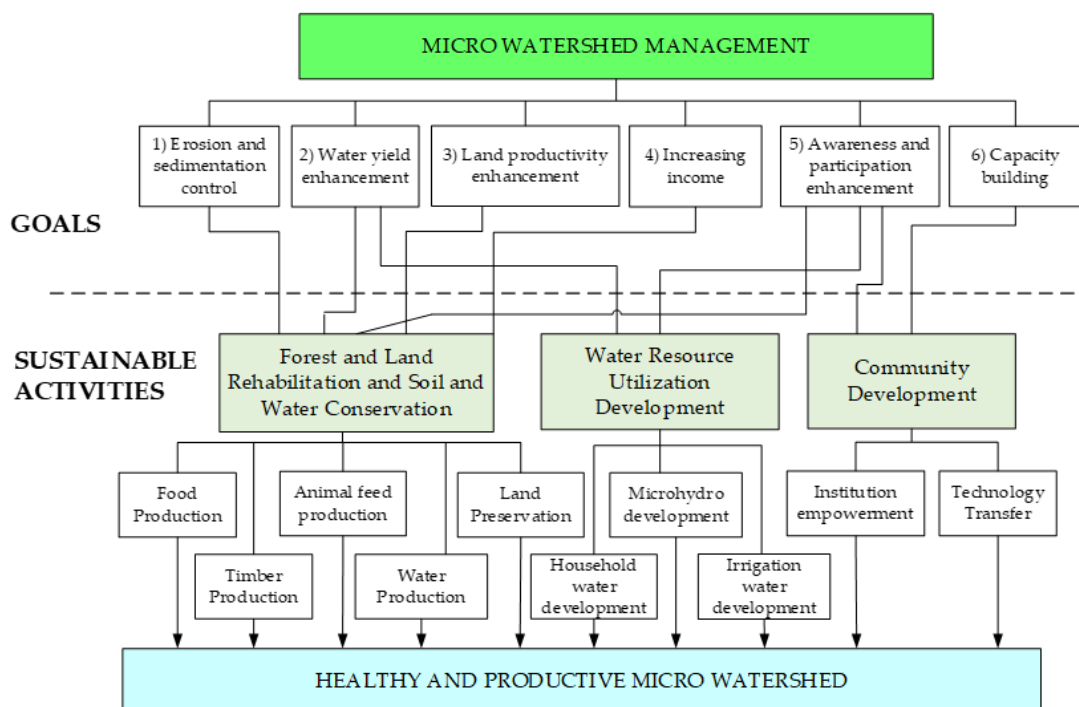 MICRO WATERSHED MANAGEMENT
1) Erosion and
sedimentation
control
2) Water yield
enhancement
3) Land productivity
enhancement
4) Increasing
income
5) Awareness and
participation
enhancement
6) Capacity
building
GOALS
SUSTAINABLE
ACTIVITIES
Forest and Land
Rehabilitation and Soil and
Water Conservation
Water Resource
Utilization
Development
Community
Development
Food
Production
Animal feed
production
Land
Preservation
Microhydro
development
Institution
empowerment
Technology
Transfer
Timber
Production
Water
Production
Household
water
development
Irrigation
water
development
HEALTHY AND PRODUCTIVE MICRO WATERSHED